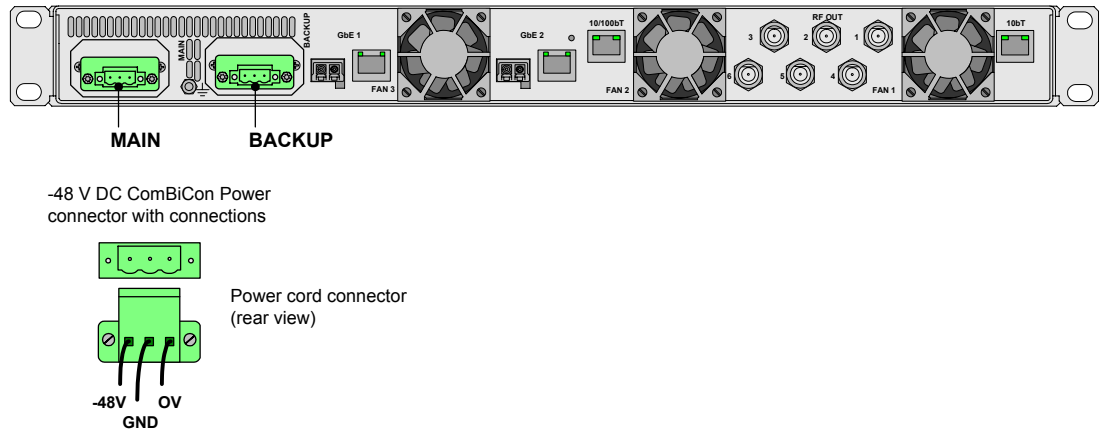 BACKUP
MAIN
GbE 1
FAN 3
GbE 2
10/100bT
FAN 2
RF OUT
3
2
1
6
5
4
FAN 1
10bT
MAIN
BACKUP
-48 V DC ComBiCon Power
connector with connections
Power cord connector
(rear view)
-48V
OV
GND